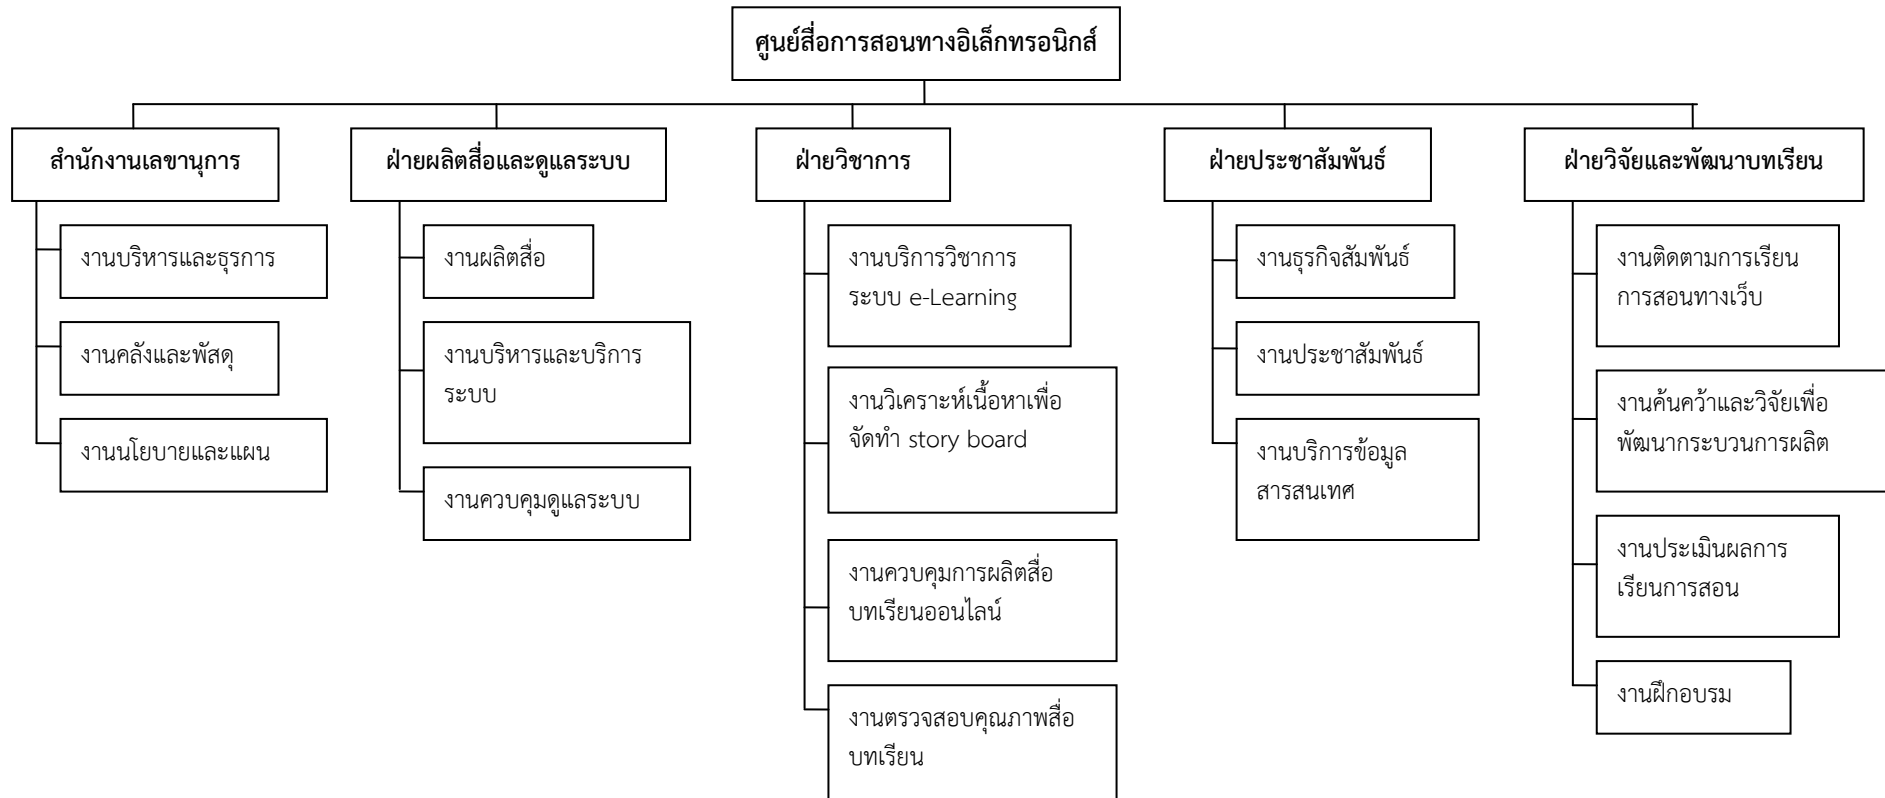 ศูนย์สื่อการสอนทางอิเล็กทรอนิกส์
สำนักงานเลขานุการ
งานบริหารและธุรการ
งานคลังและพัสดุ
งานนโยบายและแผน
ฝ่ายผลิตสื่อและดูแลระบบ
งานผลิตสื่อ
งานบริหารและบริการ
ระบบ
งานควบคุมดูแลระบบ
ฝ่ายวิชาการ
งานบริการวิชาการ
ระบบ e-Learning
งานวิเคราะห์เนื้อหาเพื่อ
จัดทำ story board
งานควบคุมการผลิตสื่อ
บทเรียนออนไลน์
งานตรวจสอบคุณภาพสื่อ
บทเรียน
ฝ่ายประชาสัมพันธ์
งานธุรกิจสัมพันธ์
งานประชาสัมพันธ์
งานบริการข้อมูล
สารสนเทศ
ฝ่ายวิจัยและพัฒนาบทเรียน
งานติดตามการเรียน
การสอนทางเว็บ
งานค้นคว้าและวิจัยเพื่อ
พัฒนากระบวนการผลิต
งานประเมินผลการ
เรียนการสอน
งานฝึกอบรม